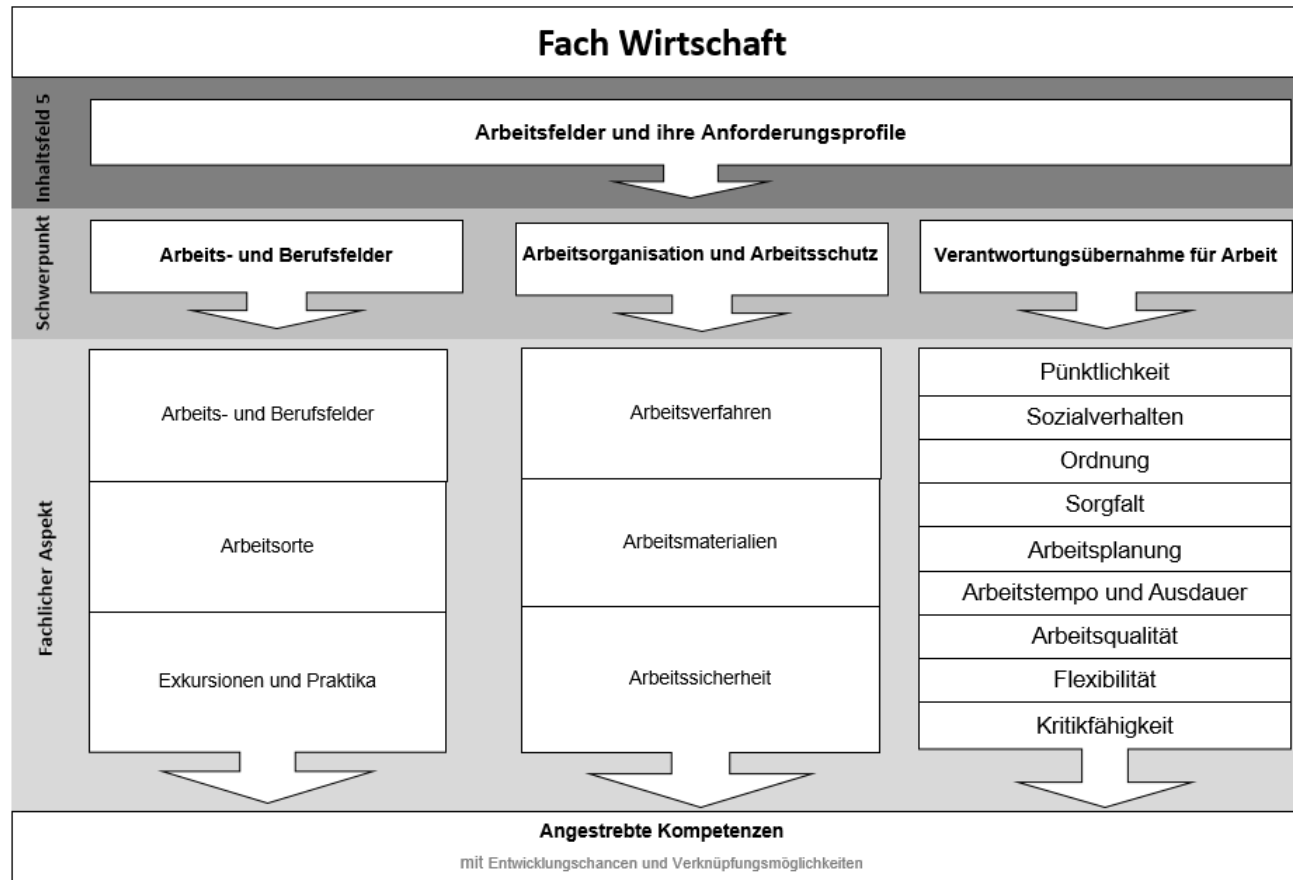 Fach Wirtschaft
Inhaltsfeld 5
Arbeitsfelder und ihre Anforderungsprofile
Schwerpunkt
Arbeits- und Berufsfelder
Arbeitsorganisation und Arbeitsschutz
Verantwortungsübernahme für Arbeit
Fachlicher Aspekt
Arbeits- und Berufsfelder
Arbeitsorte
Exkursionen und Praktika
Arbeitsverfahren
Arbeitsmaterialien
Arbeitssicherheit
Pünktlichkeit
Sozialverhalten
Ordnung
Sorgfalt
Arbeitsplanung
Arbeitstempo und Ausdauer
Arbeitsqualität
Flexibilität
Kritikfähigkeit
Angestrebte Kompetenzen
mit Entwicklungschancen und Verknüpfungsmöglichkeiten